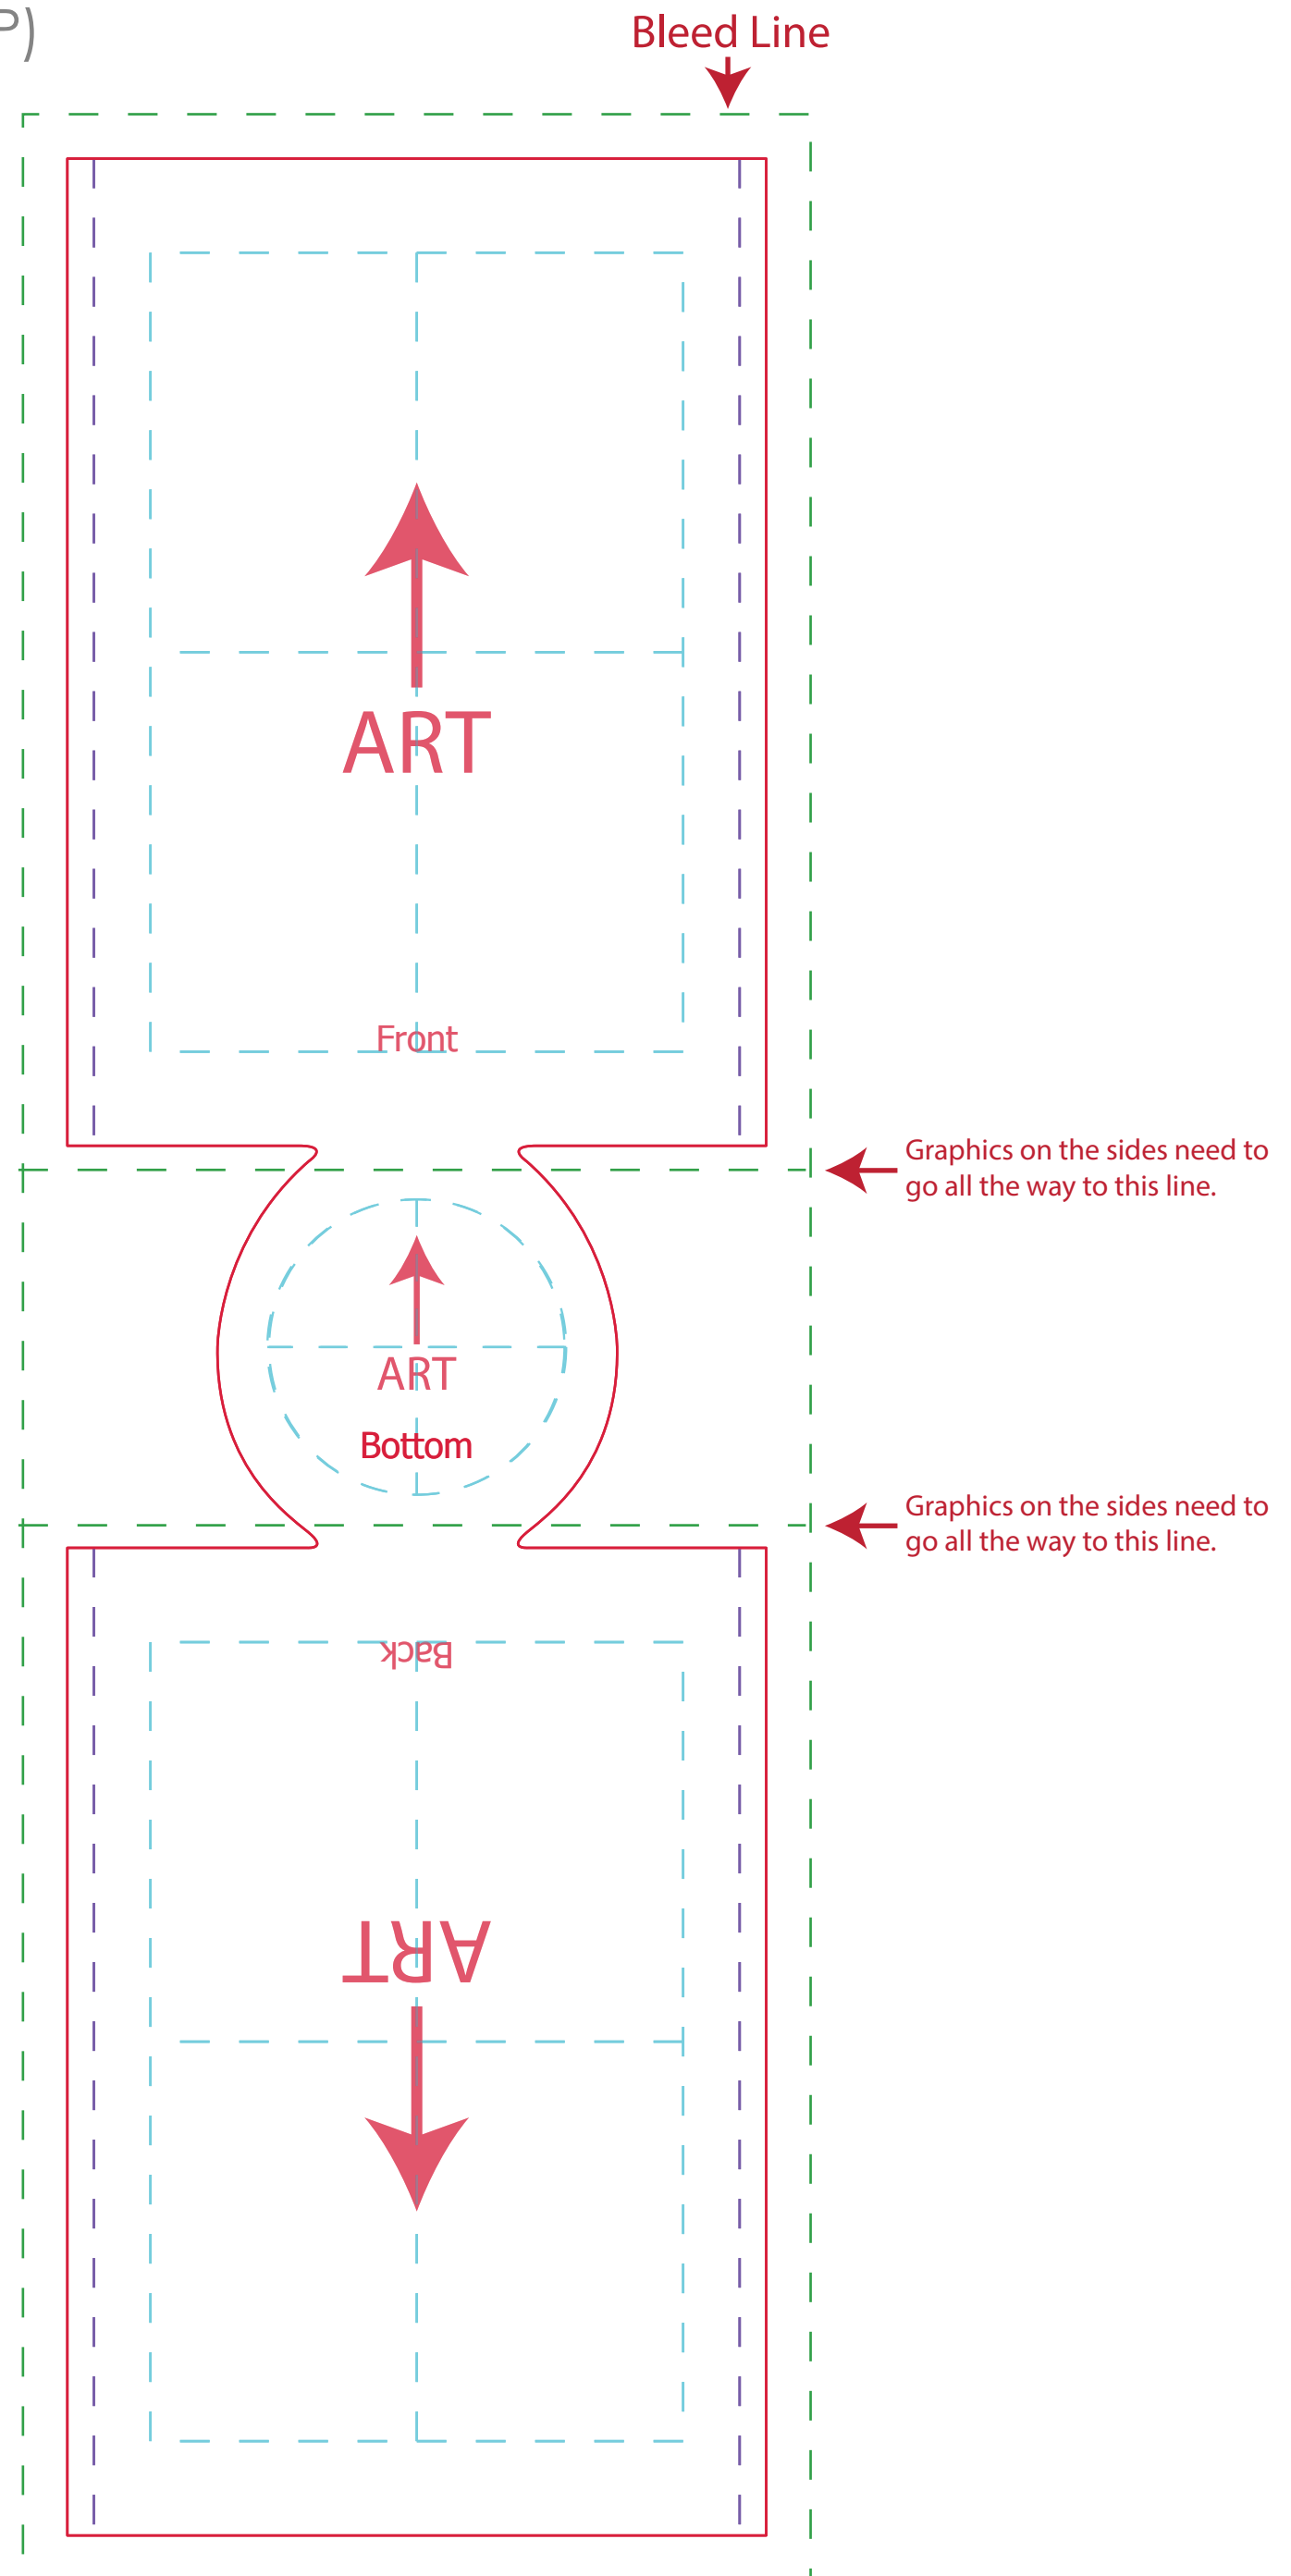 P)
Bleed Line
ART
Front
Graphics on the sides need to
go all the way to this line.
ART
Bottom
Graphics on the sides need to
go all the way to this line.
Back
ART